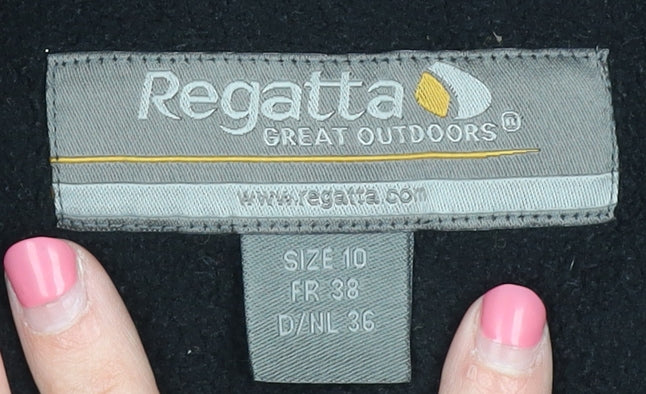 Regatta
GREAT OUTDOORS®
www.regatta.com
SIZE 10
FR 38
D/NL 36